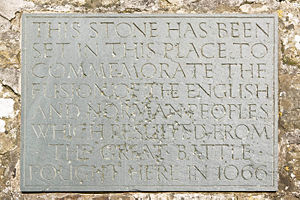 THIS STONE HAS BEEN
SET IN THIS PLACE TO
COMMEMORATE THE
FUSION OF THE ENGLISH
AND NORMAN PEOPLES
WHICH RESULTED FROM
THE GREAT BATTLE
FOUGHT HERE IN 1066